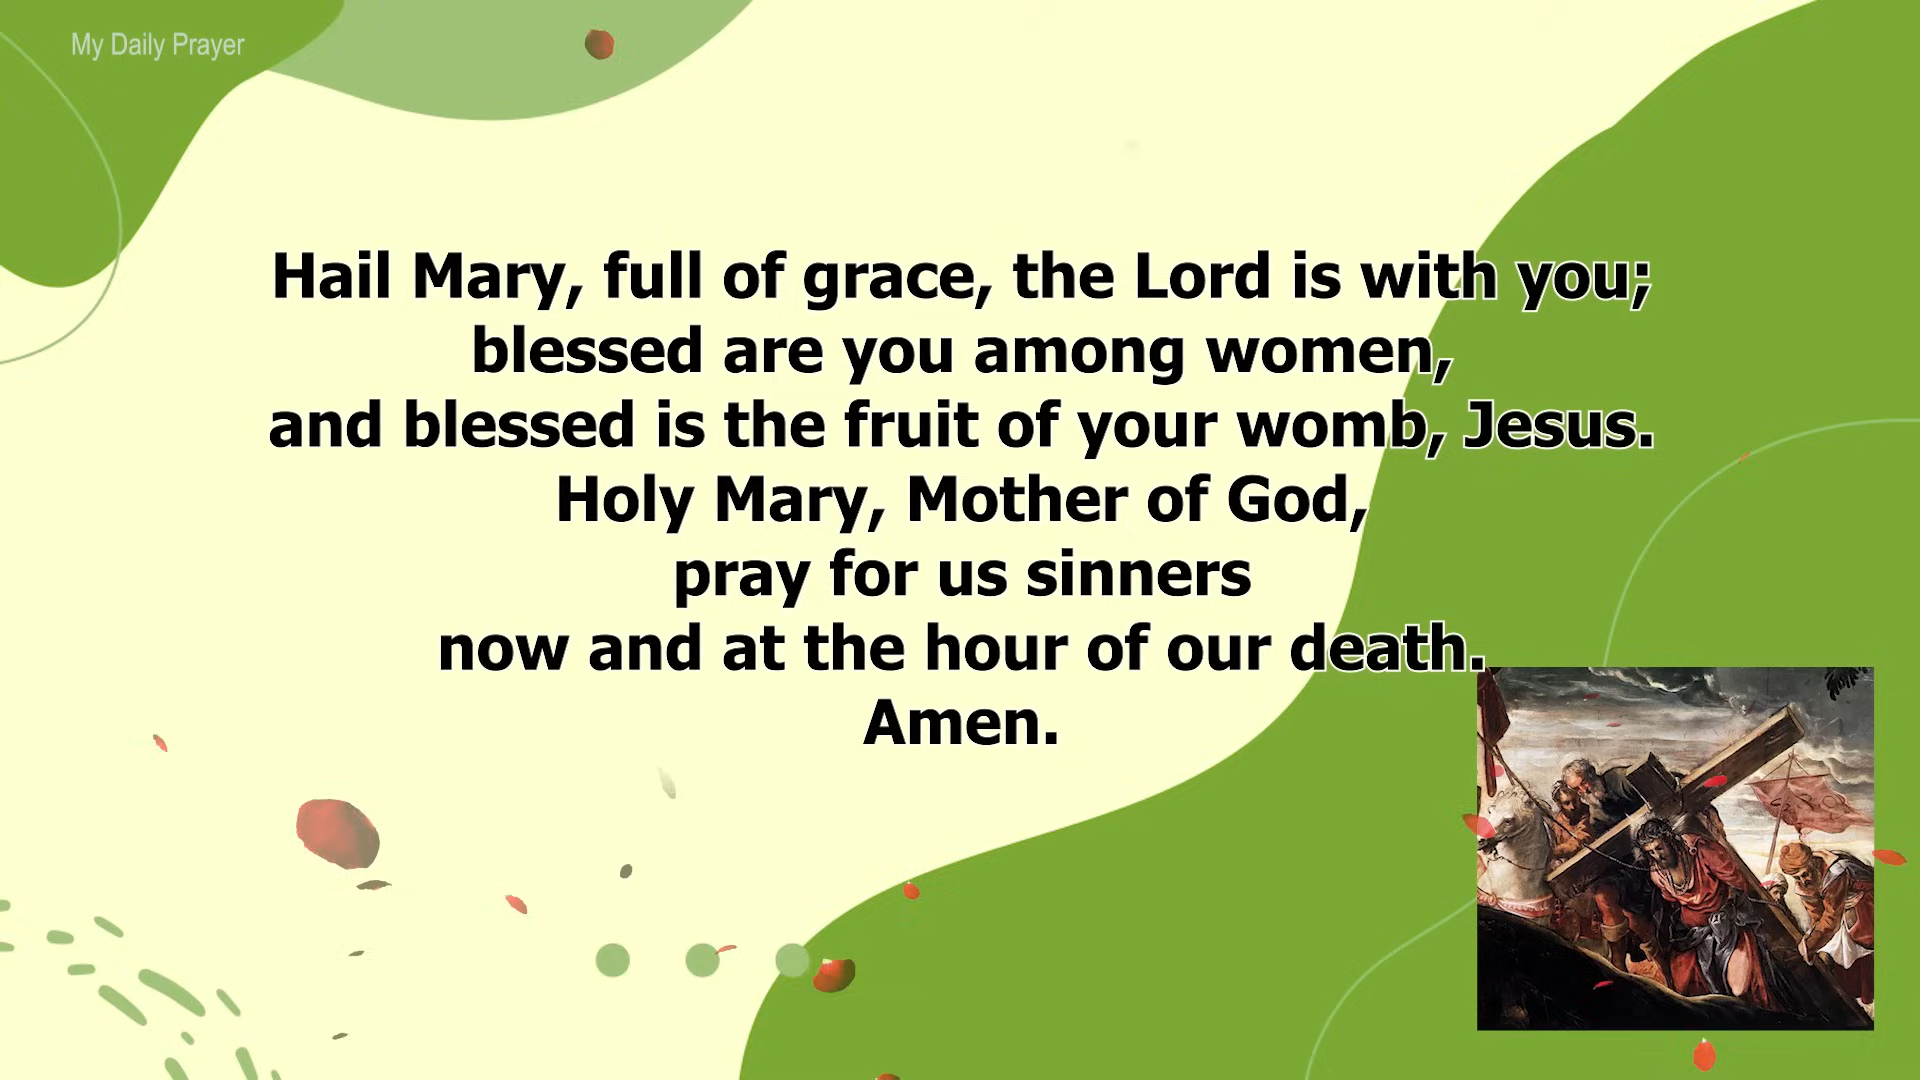 My Daily Prayer
Hail Mary, full of grace, the Lord is with you;
blessed are you among women,
and blessed is the fruit of your womb, Jesus.
Holy Mary, Mother of God,
pray for us sinners
now and at the hour of our death.
Amen.